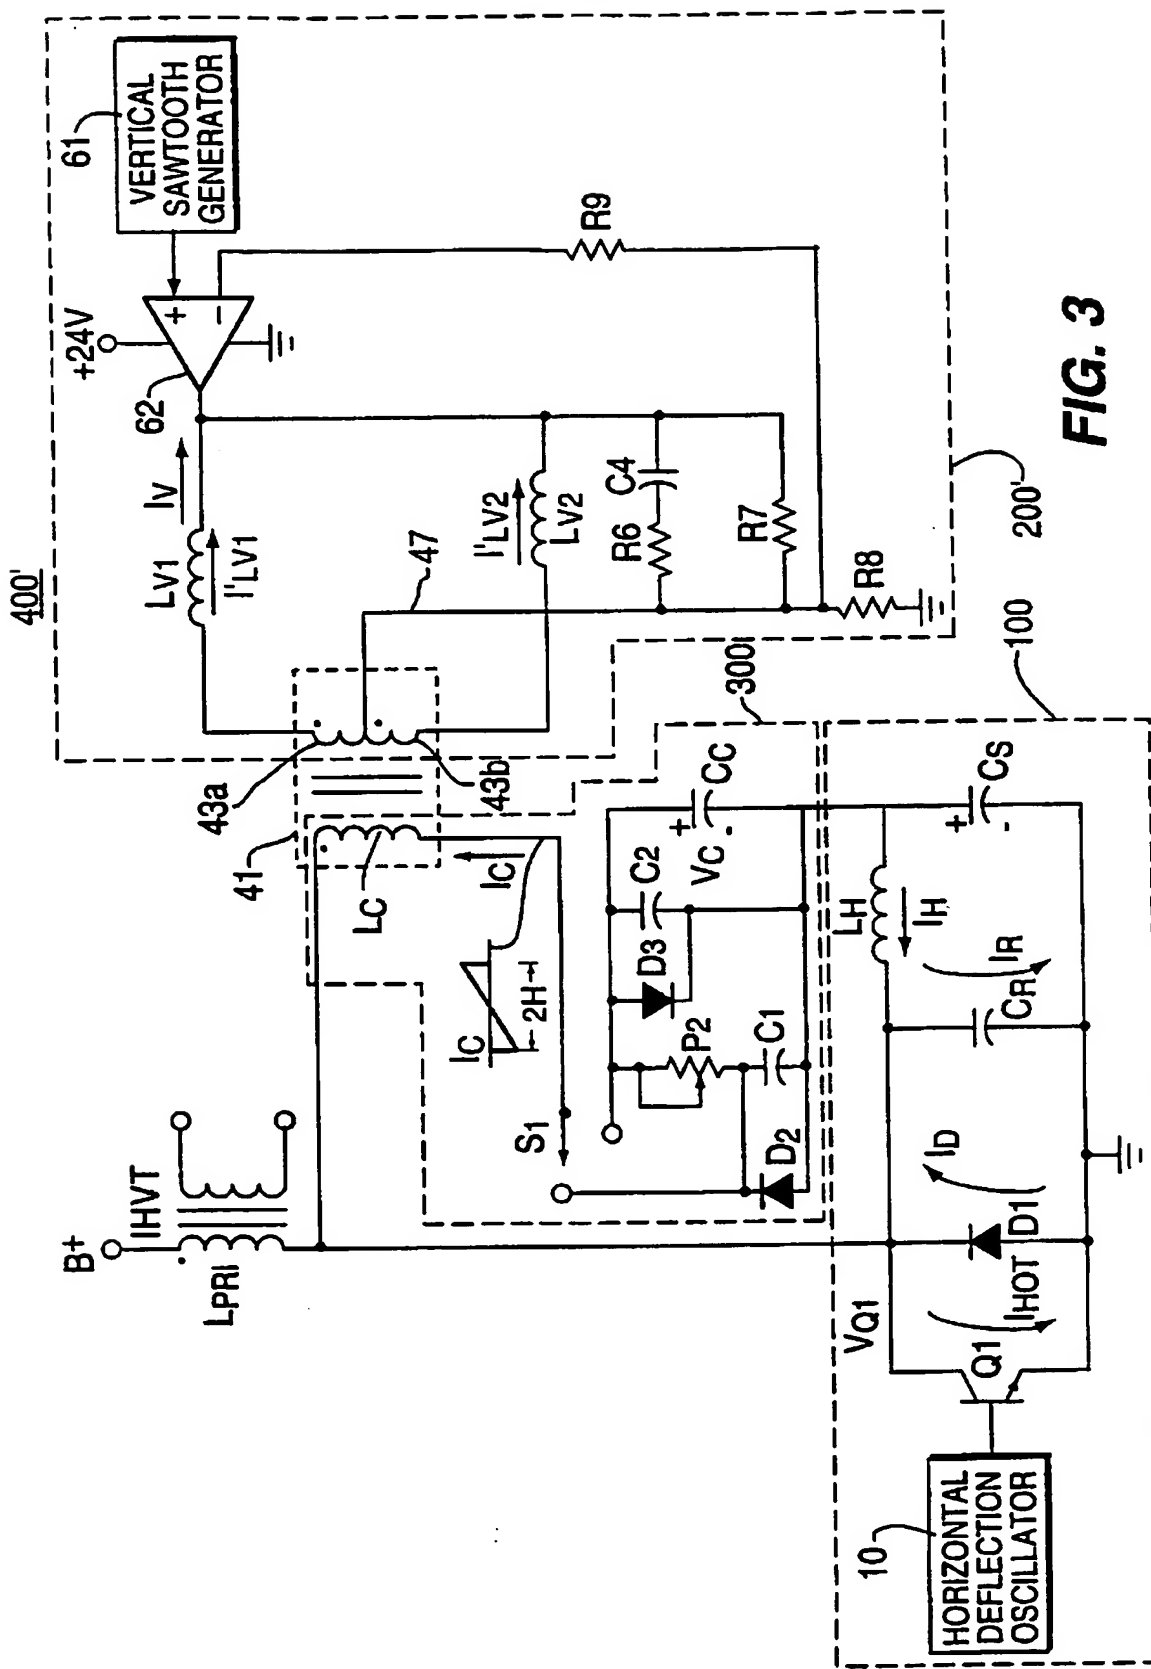 400'
61
VERTICAL
SAWTOOTH
GENERATOR
+24V
+
−
62
IV
LV1
I'LV1
I'LV2
LV2
43a
43b
47
C4
R6
R7
R9
R8
200'
41
LC
IC
IC
2H
300
B+
IHVT
LPRI
S1
P2
D3
C2
+
VC
-
CC
D2
C1
100
LH
IH
+
CS
-
IR
CR
ID
D1
IHOT
VQ1
Q1
10
HORIZONTAL
DEFLECTION
OSCILLATOR
FIG. 3